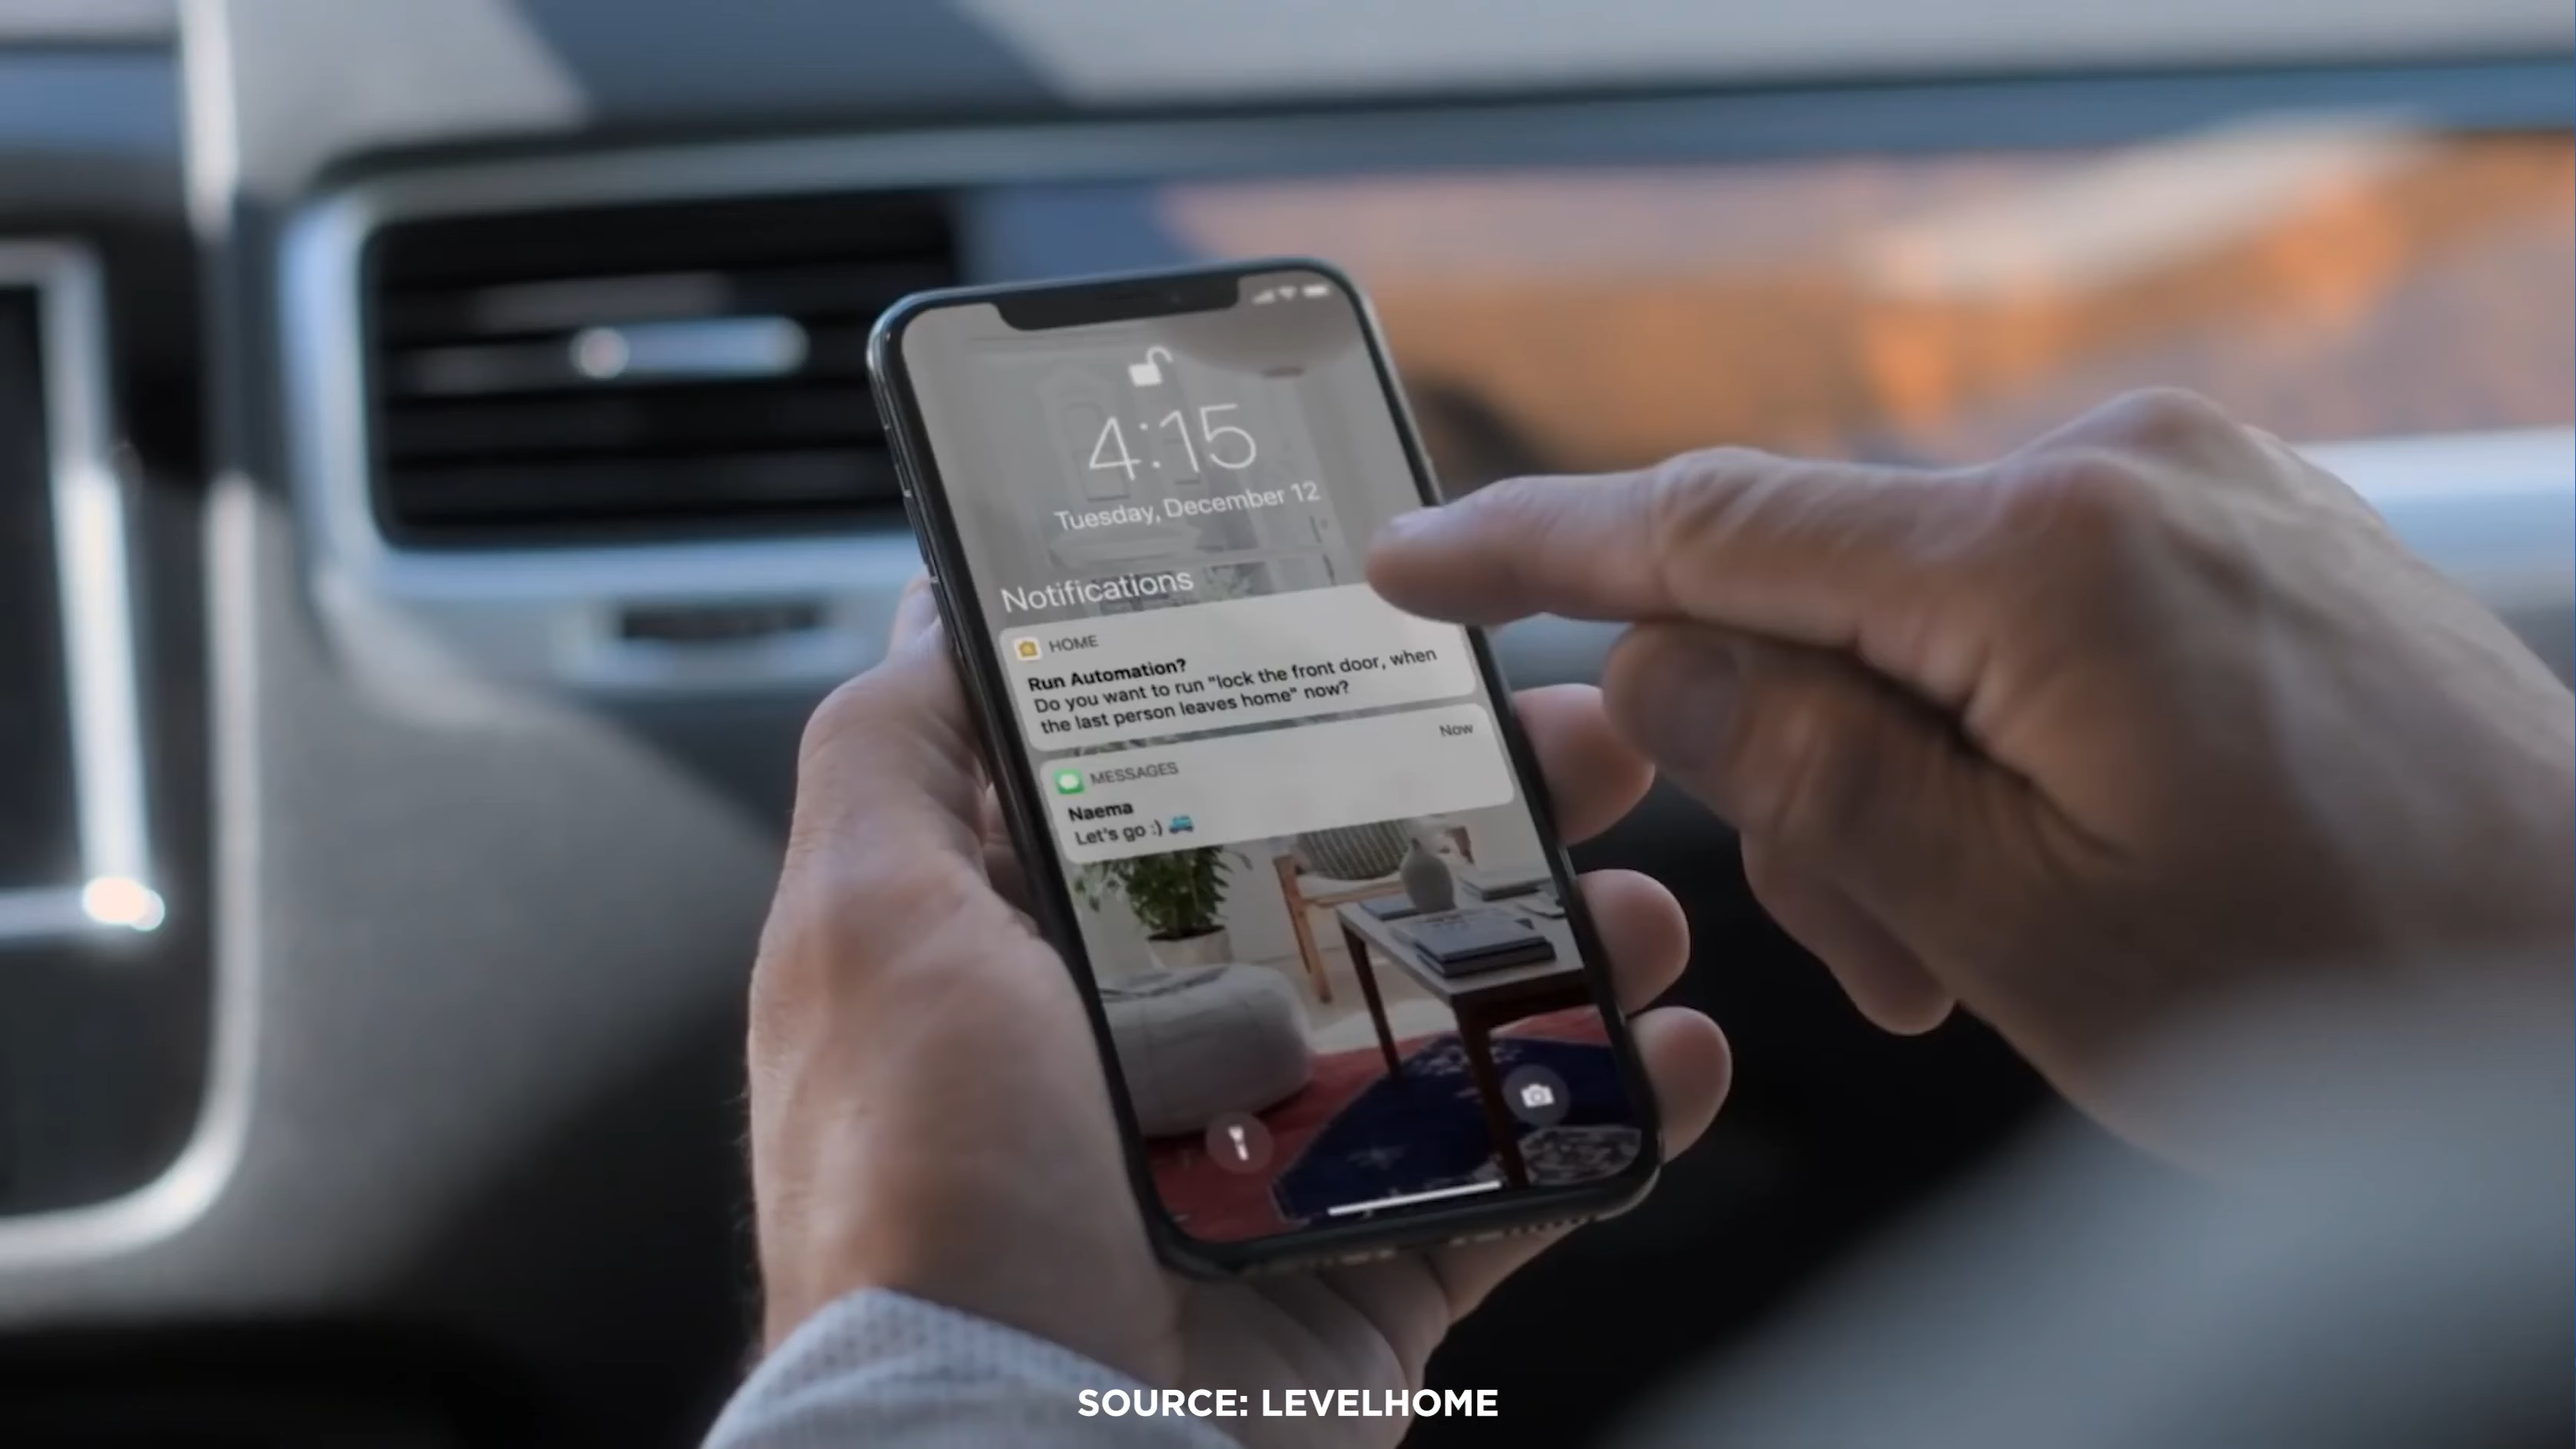 4:15
Tuesday, December 12
Notifications
HOME
Run Automation?
Do you want to run "lock the front door, when
the last person leaves home" now?
Now
MESSAGES
Naema
Let's go :) 🚙
SOURCE: LEVELHOME